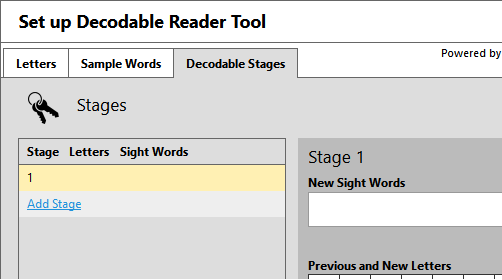 Set up Decodable Reader Tool
Powered by
Letters Sample Words Decodable Stages
Stages
Stage Letters Sight Words
1
Add Stage
Stage 1
New Sight Words
Previous and New Letters